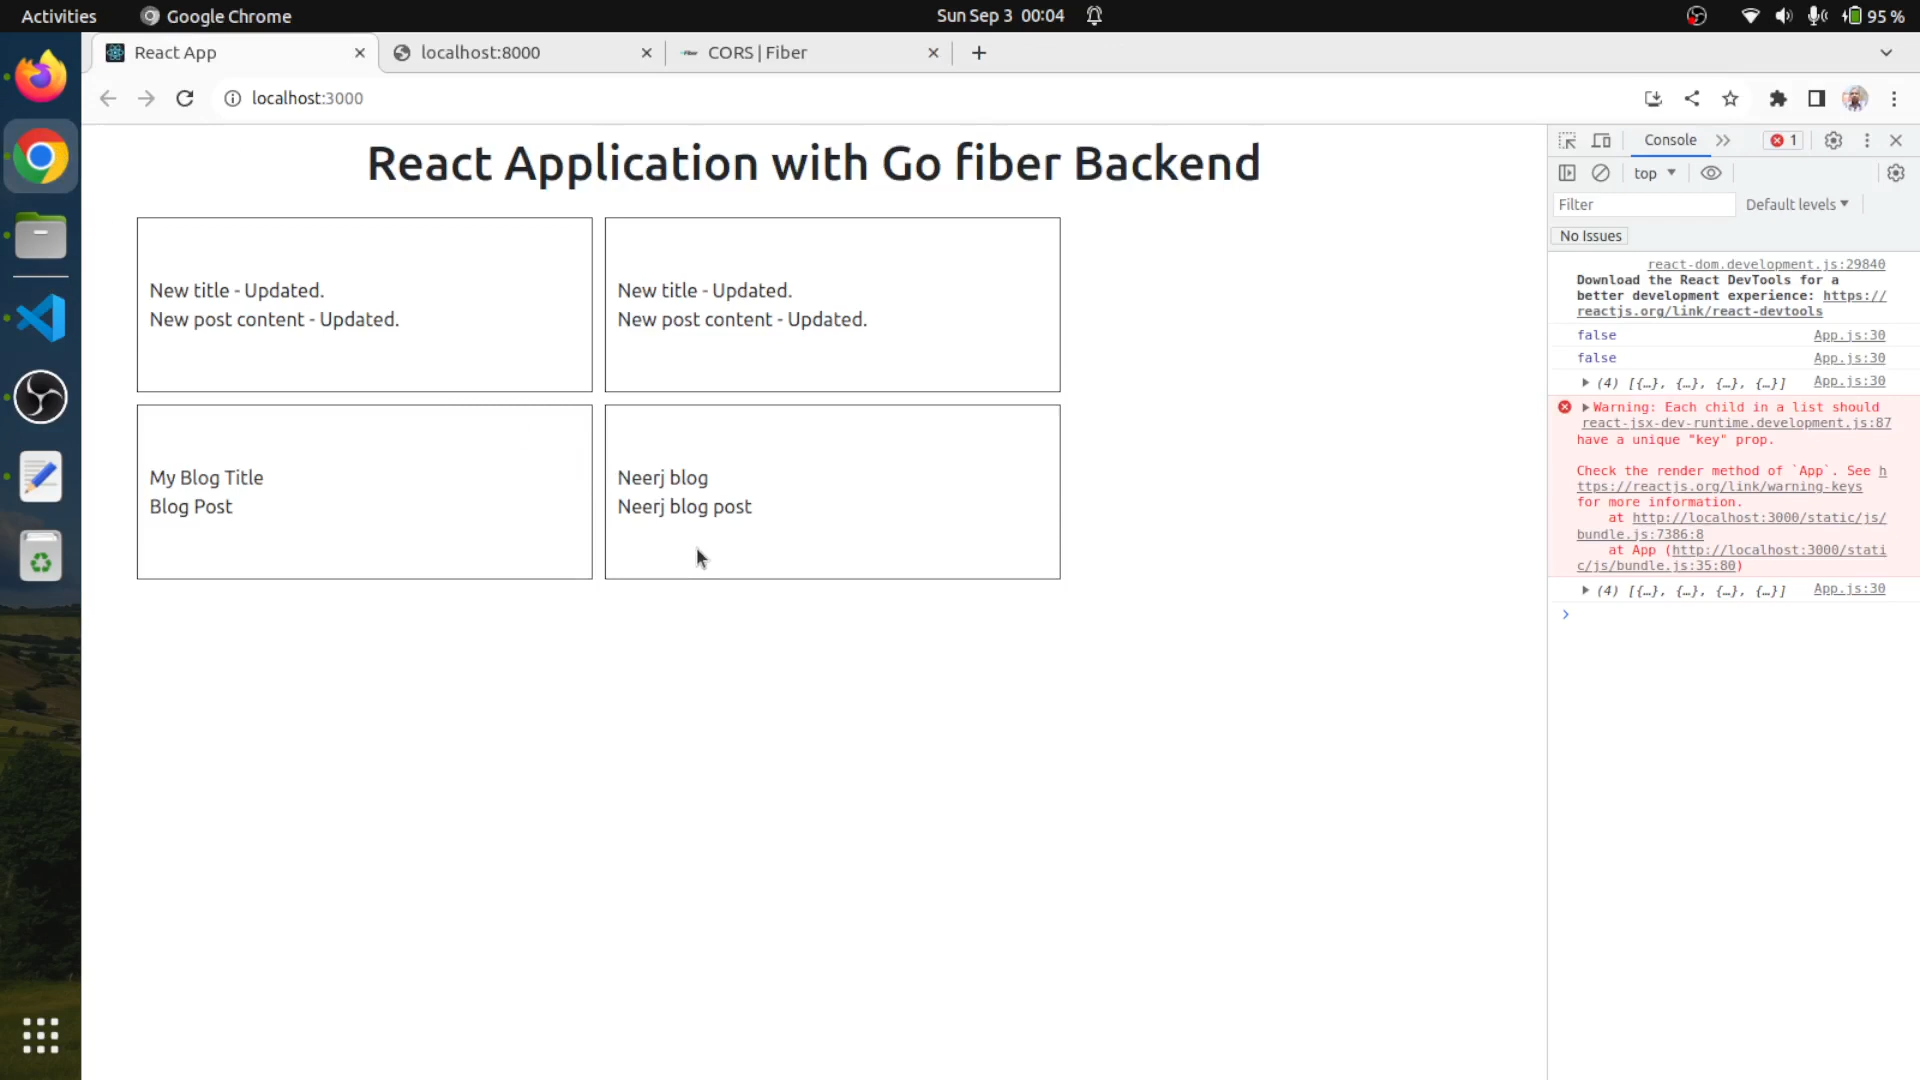 Activities
Google Chrome
Sun Sep 3 00:04
95 %
React App
localhost:8000
CORS | Fiber
localhost:3000
React Application with Go fiber Backend
New title - Updated.
New post content - Updated.
New title - Updated.
New post content - Updated.
My Blog Title
Blog Post
Neerj blog
Neerj blog post
Console
1
top
Filter
Default levels
No Issues
react-dom.development.js:29840
Download the React DevTools for a
better development experience: https://
reactjs.org/link/react-devtools
false App.js:30
false App.js:30
(4) [{…}, {…}, {…}, {…}] App.js:30
Warning: Each child in a list should
react-jsx-dev-runtime.development.js:87
have a unique "key" prop.
Check the render method of `App`. See h
ttps://reactjs.org/link/warning-keys
for more information.
at http://localhost:3000/static/js/
bundle.js:7386:8
at App (http://localhost:3000/stati
c/js/bundle.js:35:80)
(4) [{…}, {…}, {…}, {…}] App.js:30